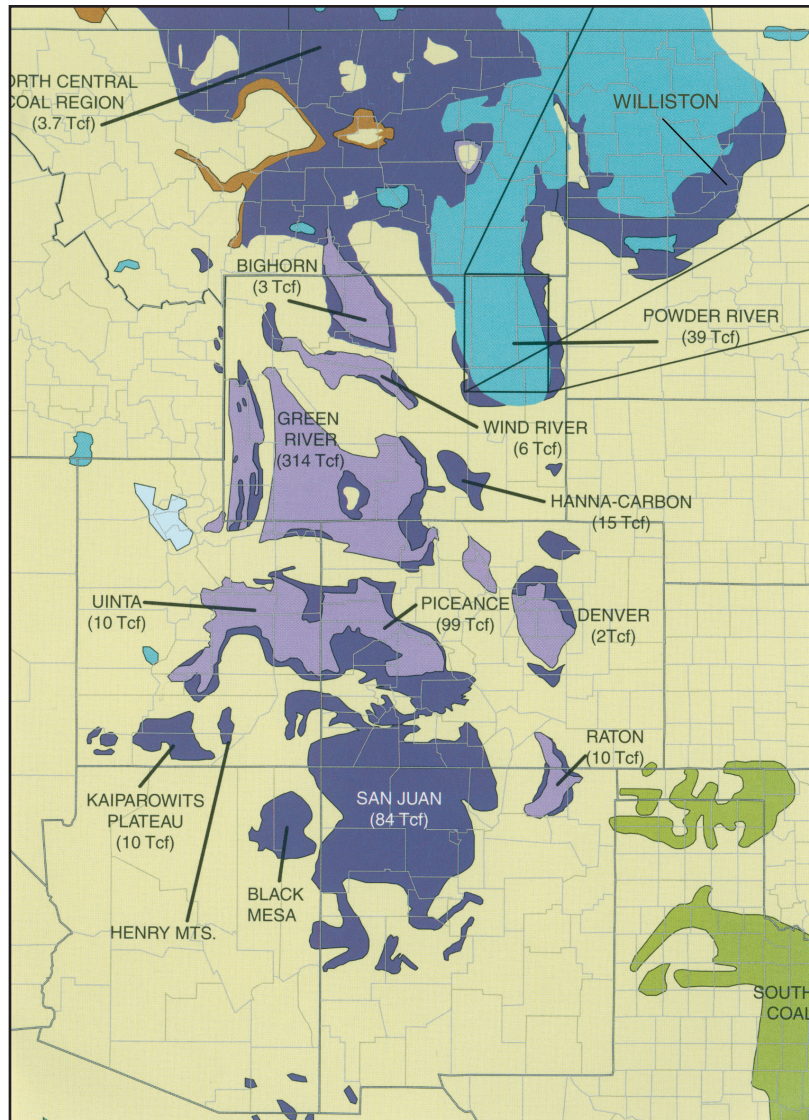 ORTH CENTRAL
COAL REGION
(3.7 Tcf)
WILLISTON
BIGHORN
(3 Tcf)
POWDER RIVER
(39 Tcf)
GREEN
RIVER
(314 Tcf)
WIND RIVER
(6 Tcf)
HANNA-CARBON
(15 Tcf)
UINTA
(10 Tcf)
PICEANCE
(99 Tcf)
DENVER
(2Tcf)
RATON
(10 Tcf)
KAIPAROWITS
PLATEAU
(10 Tcf)
SAN JUAN
(84 Tcf)
BLACK
MESA
HENRY MTS.
SOUTH
COAL